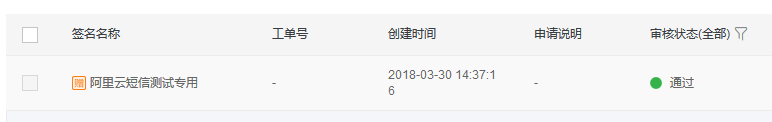 签名名称 工单号 创建时间 申请说明 审核状态(全部)
赠 阿里云短信测试专用 - 2018-03-30 14:37:1 - 通过
6